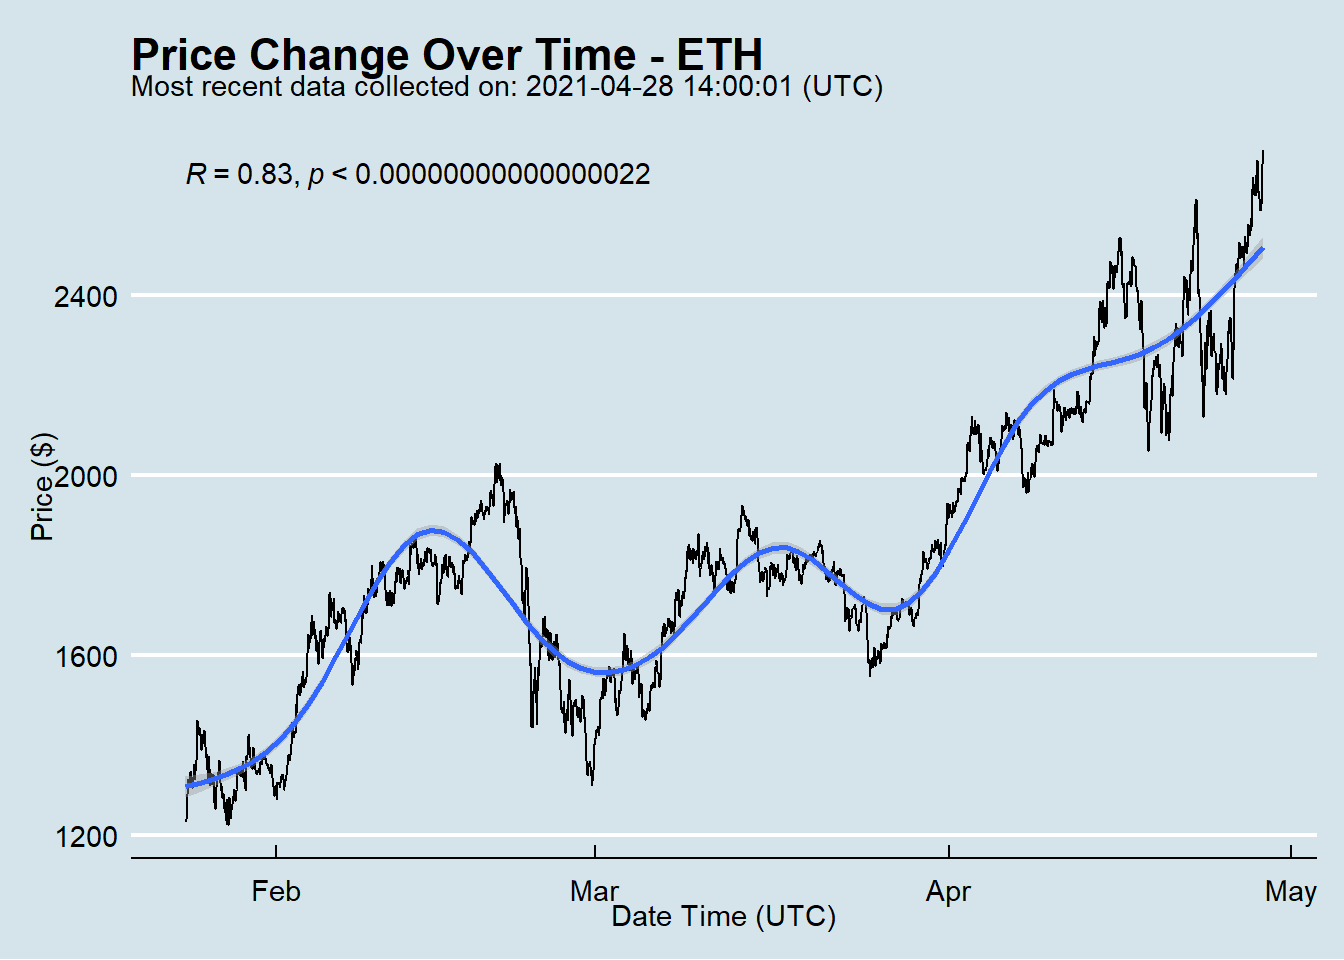 Price Change Over Time - ETH
Most recent data collected on: 2021-04-28 14:00:01 (UTC)
R = 0.83, p < 0.00000000000000022
Price ($)
2400
2000
1600
1200
Feb Mar Apr May
Date Time (UTC)